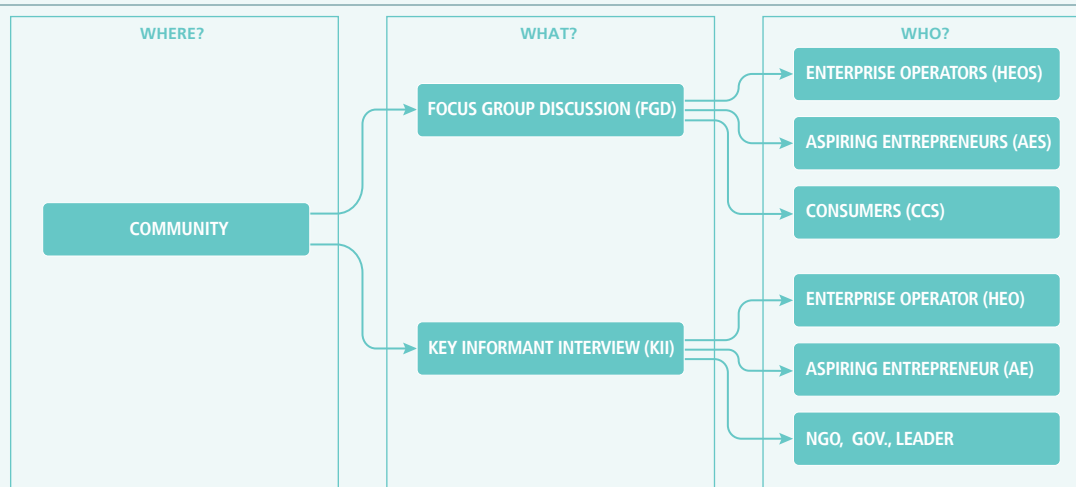 WHERE?
COMMUNITY
WHAT?
FOCUS GROUP DISCUSSION (FGD)
KEY INFORMANT INTERVIEW (KII)
WHO?
ENTERPRISE OPERATORS (HEOS)
ASPIRING ENTREPRENEURS (AES)
CONSUMERS (CCS)
ENTERPRISE OPERATOR (HEO)
ASPIRING ENTREPRENEUR (AE)
NGO, GOV., LEADER